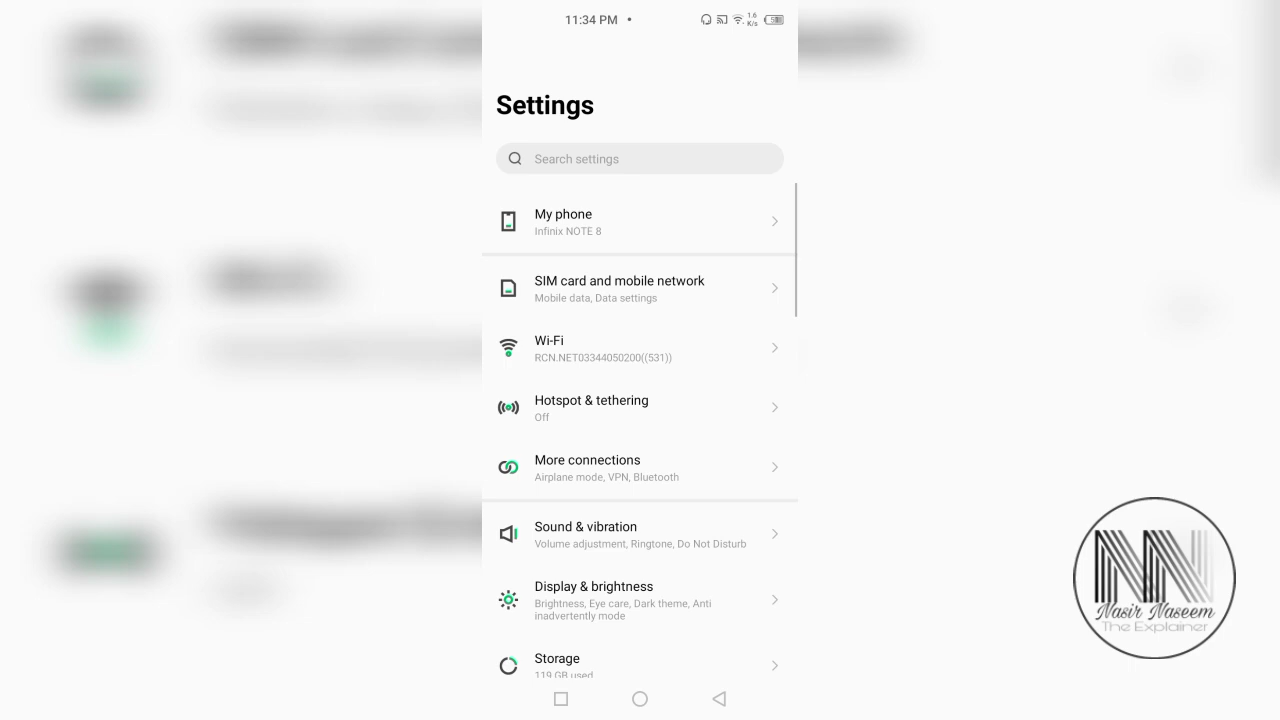 11:34 PM
1.6
K/s
Settings
Search settings
My phone
Infinix NOTE 8
SIM card and mobile network
Mobile data, Data settings
Wi-Fi
RCN.NET03344050200((531))
Hotspot & tethering
Off
More connections
Airplane mode, VPN, Bluetooth
Sound & vibration
Volume adjustment, Ringtone, Do Not Disturb
Display & brightness
Brightness, Eye care, Dark theme, Anti
inadvertently mode
Storage
119 GB used
NN
Nasir Naseem
The Explainer